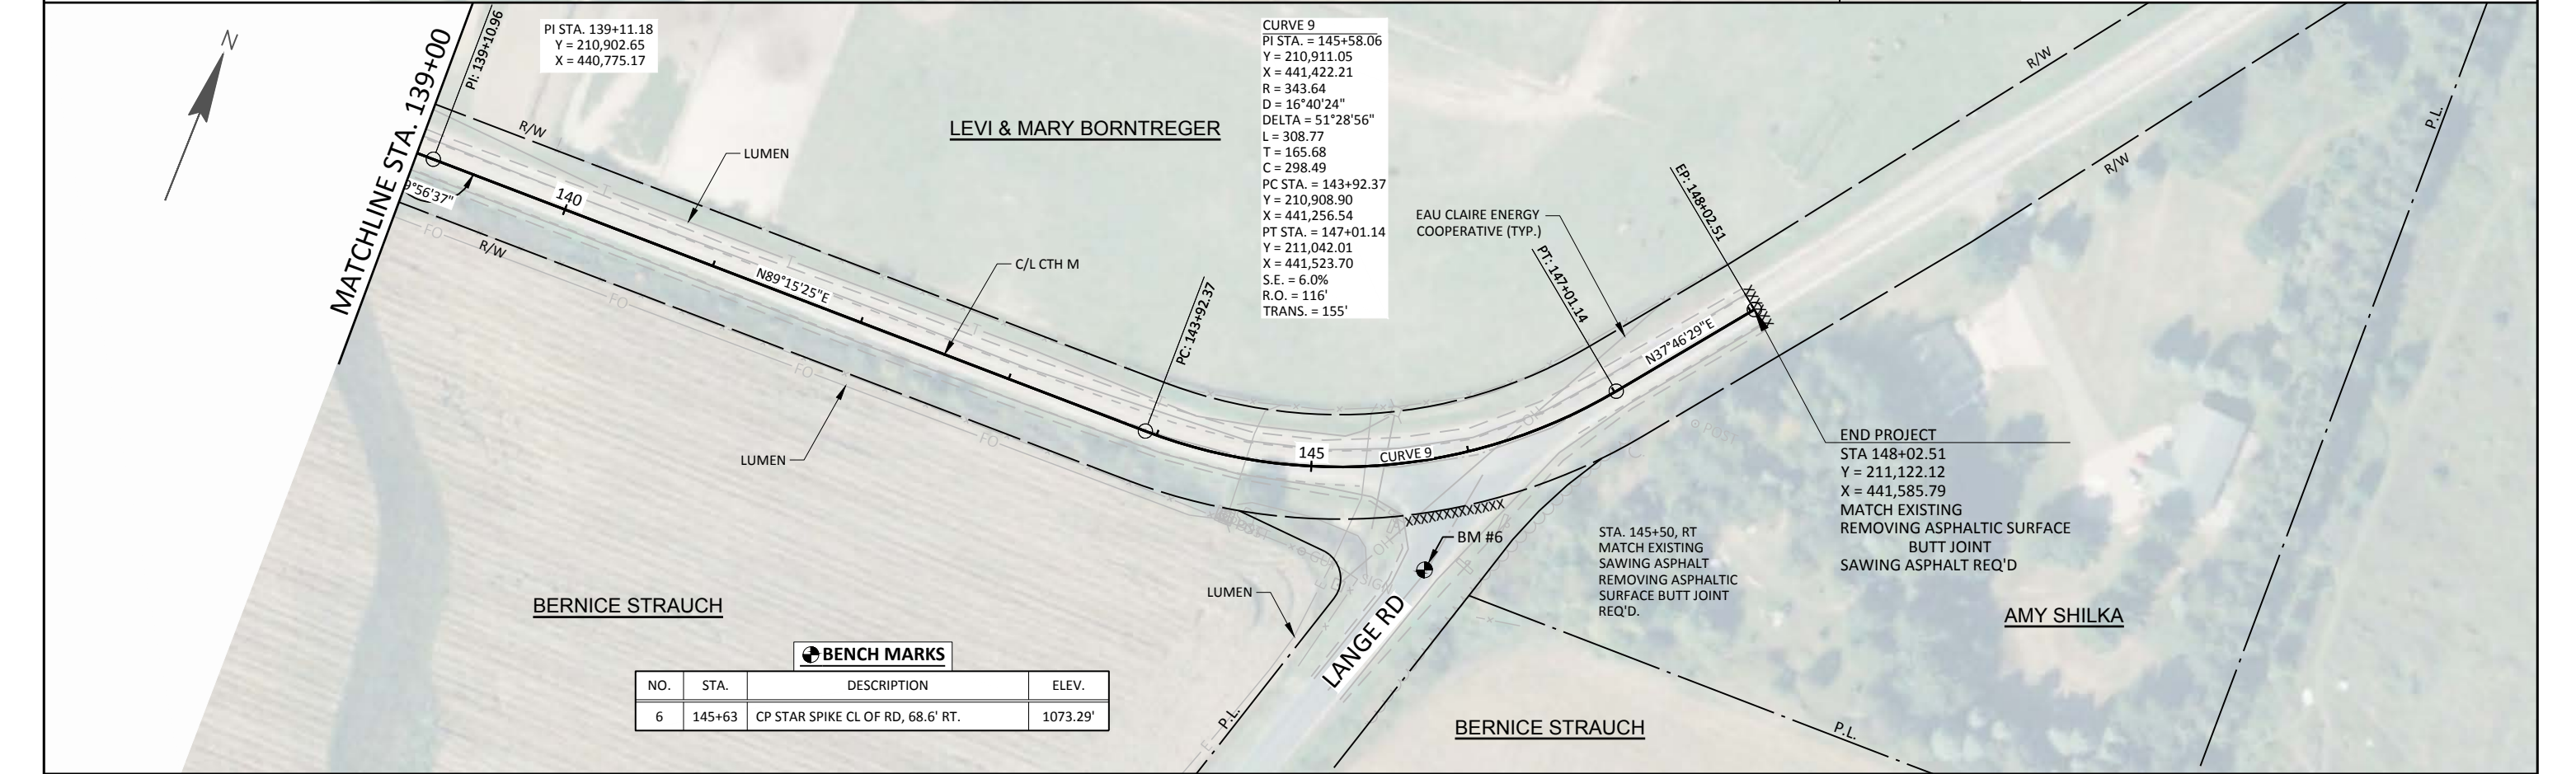 N
MATCHLINE STA. 139+00
PI: 139+10.96
PI STA. 139+11.18
Y = 210,902.65
X = 440,775.17
R/W
LUMEN
9°56'37"
140
FO
R/W
T
N89°15'25"E
FO
C/L CTH M
T
FO
FO
LUMEN
LEVI & MARY BORNTREGER
PC: 143+92.37
CURVE 9
PI STA. = 145+58.06
Y = 210,911.05
X = 441,422.21
R = 343.64
D = 16°40'24"
DELTA = 51°28'56"
L = 308.77
T = 165.68
C = 298.49
PC STA. = 143+92.37
Y = 210,908.90
X = 441,256.54
PT STA. = 147+01.14
Y = 211,042.01
X = 441,523.70
S.E. = 6.0%
R.O. = 116'
TRANS. = 155'
EAU CLAIRE ENERGY
COOPERATIVE (TYP.)
PT: 147+01.14
EP: 148+02.51
N37°46'29"E
R/W
R/W
P.L.
145
CURVE 9
OH
POST
END PROJECT
STA 148+02.51
Y = 211,122.12
X = 441,585.79
MATCH EXISTING
REMOVING ASPHALTIC SURFACE
BUTT JOINT
SAWING ASPHALT REQ'D
BM #6
OH
SIGN
STA. 145+50, RT
MATCH EXISTING
SAWING ASPHALT
REMOVING ASPHALTIC
SURFACE BUTT JOINT
REQ'D.
LUMEN
LANGE RD
BERNICE STRAUCH
AMY SHILKA
BENCH MARKS
NO. STA. DESCRIPTION ELEV.
6 145+63 CP STAR SPIKE CL OF RD, 68.6' RT. 1073.29'
P.L.
BERNICE STRAUCH
P.L.